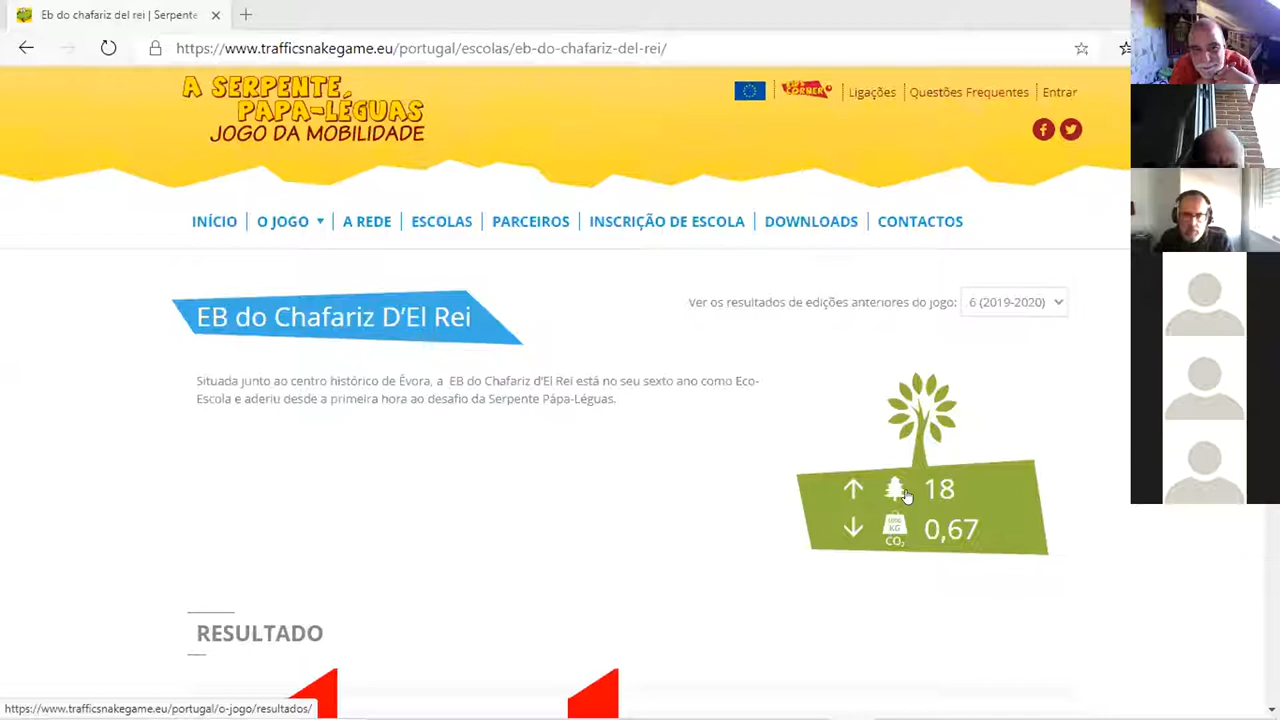 Eb do chafariz del rei | Serpente
https://www.trafficsnakegame.eu/portugal/escolas/eb-do-chafariz-del-rei/
A SERPENTE,
PAPA-LÉGUAS
JOGO DA MOBILIDADE
KIDS CORNER
Ligações
Questões Frequentes
Entrar
INÍCIO
O JOGO
A REDE
ESCOLAS
PARCEIROS
INSCRIÇÃO DE ESCOLA
DOWNLOADS
CONTACTOS
EB do Chafariz D'El Rei
Ver os resultados de edições anteriores do jogo:
6 (2019-2020)
Situada junto ao centro histórico de Évora, a EB do Chafariz d'El Rei está no seu sexto ano como Eco-
Escola e aderiu desde a primeira hora ao desafio da Serpente Pápa-Léguas.
18
KG
CO₂
0,67
RESULTADO
https://www.trafficsnakegame.eu/portugal/o-jogo/resultados/